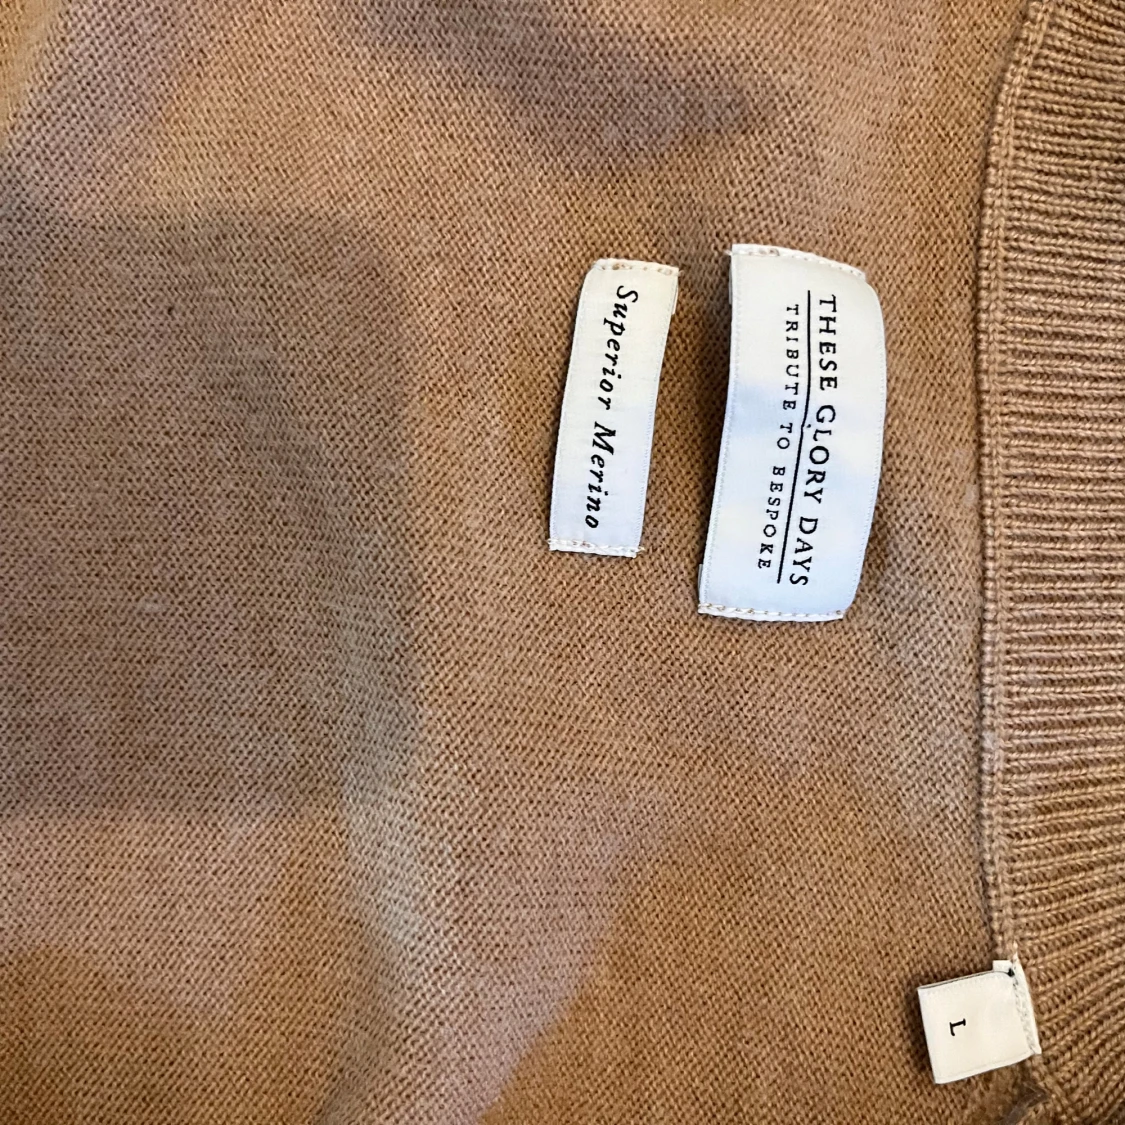 THESE GLORY DAYS
TRIBUTE TO BESPOKE
Superior Merino
L